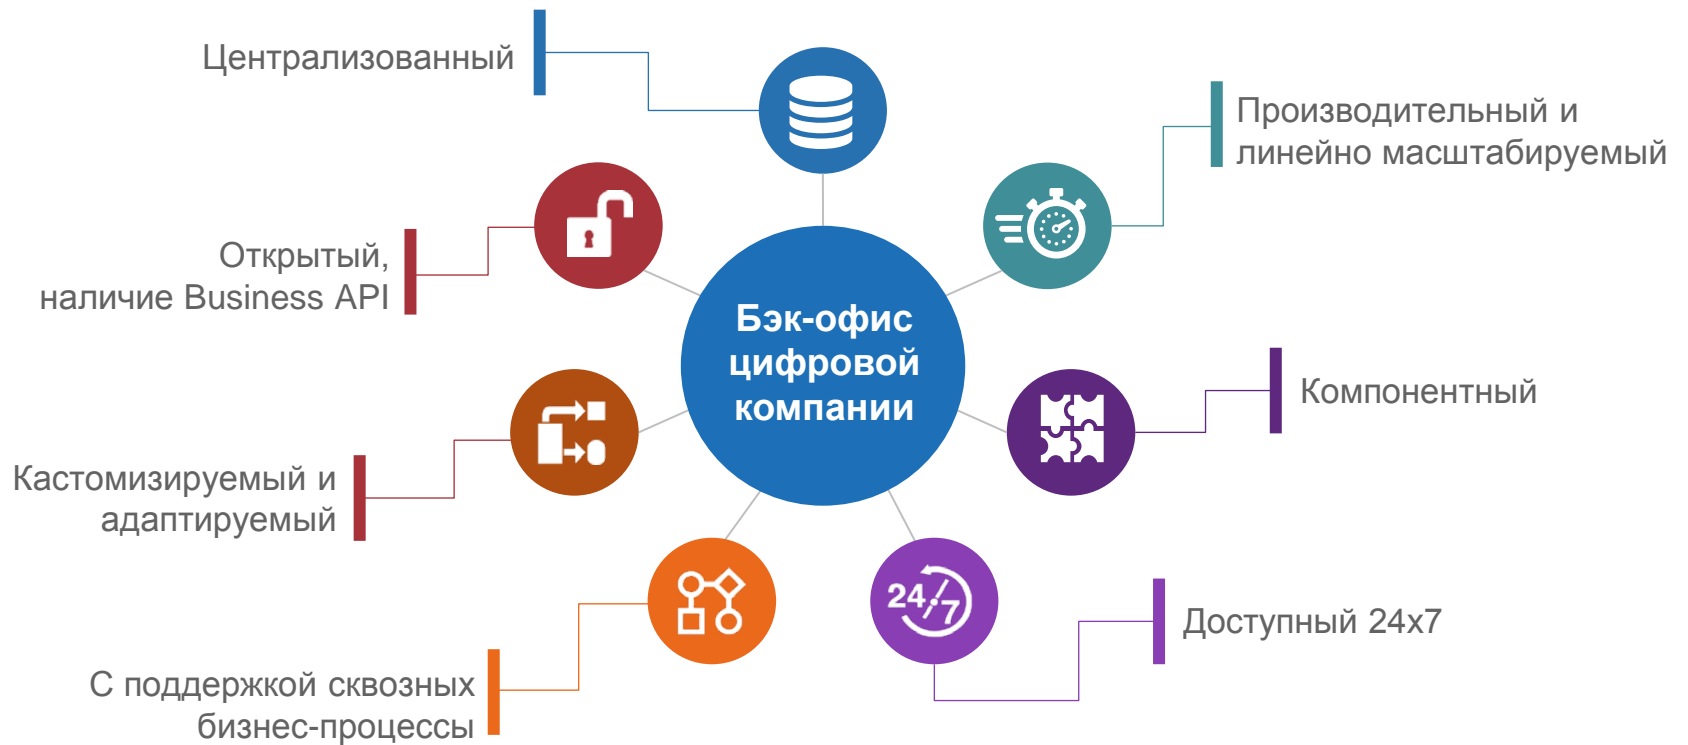 Централизованный
Производительный и
линейно масштабируемый
Открытый,
наличие Business API
Бэк-офис
цифровой
компании
Компонентный
Кастомизируемый и
адаптируемый
24/7
Доступный 24x7
С поддержкой сквозных
бизнес-процессы